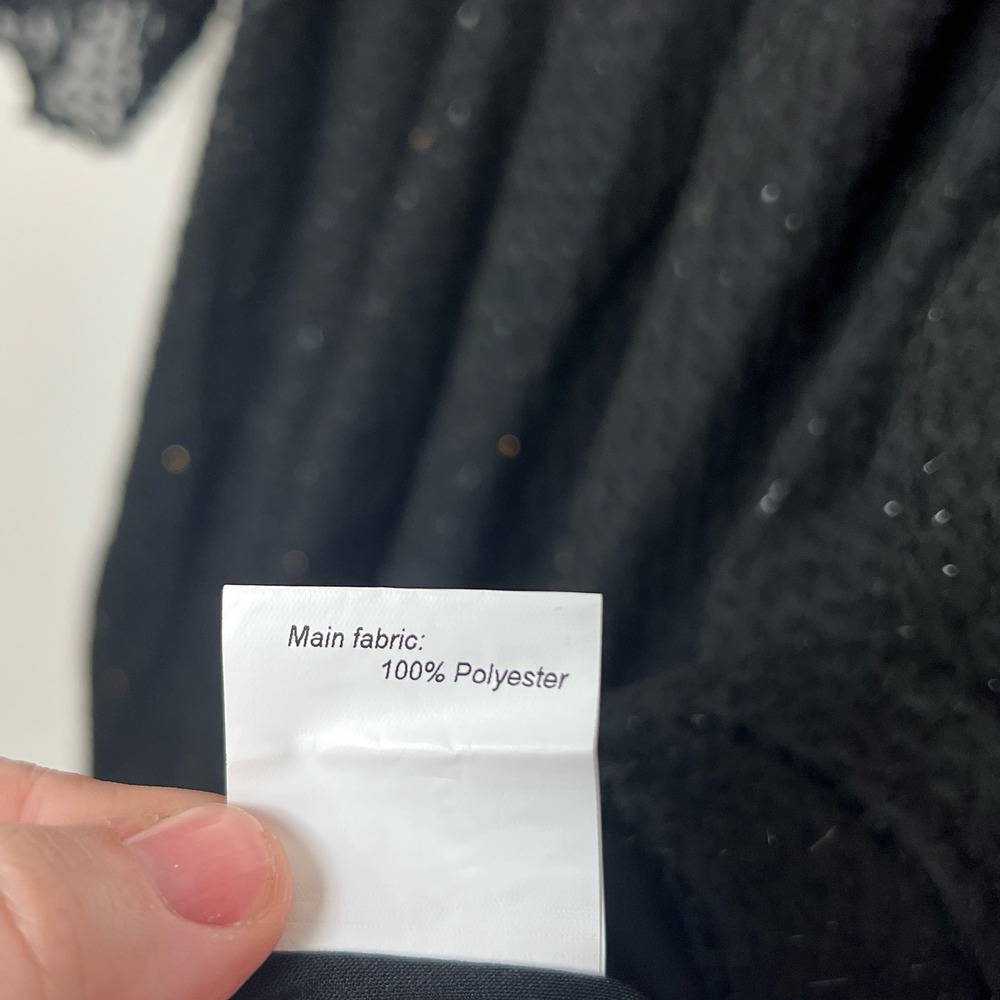 Main fabric:
100% Polyester